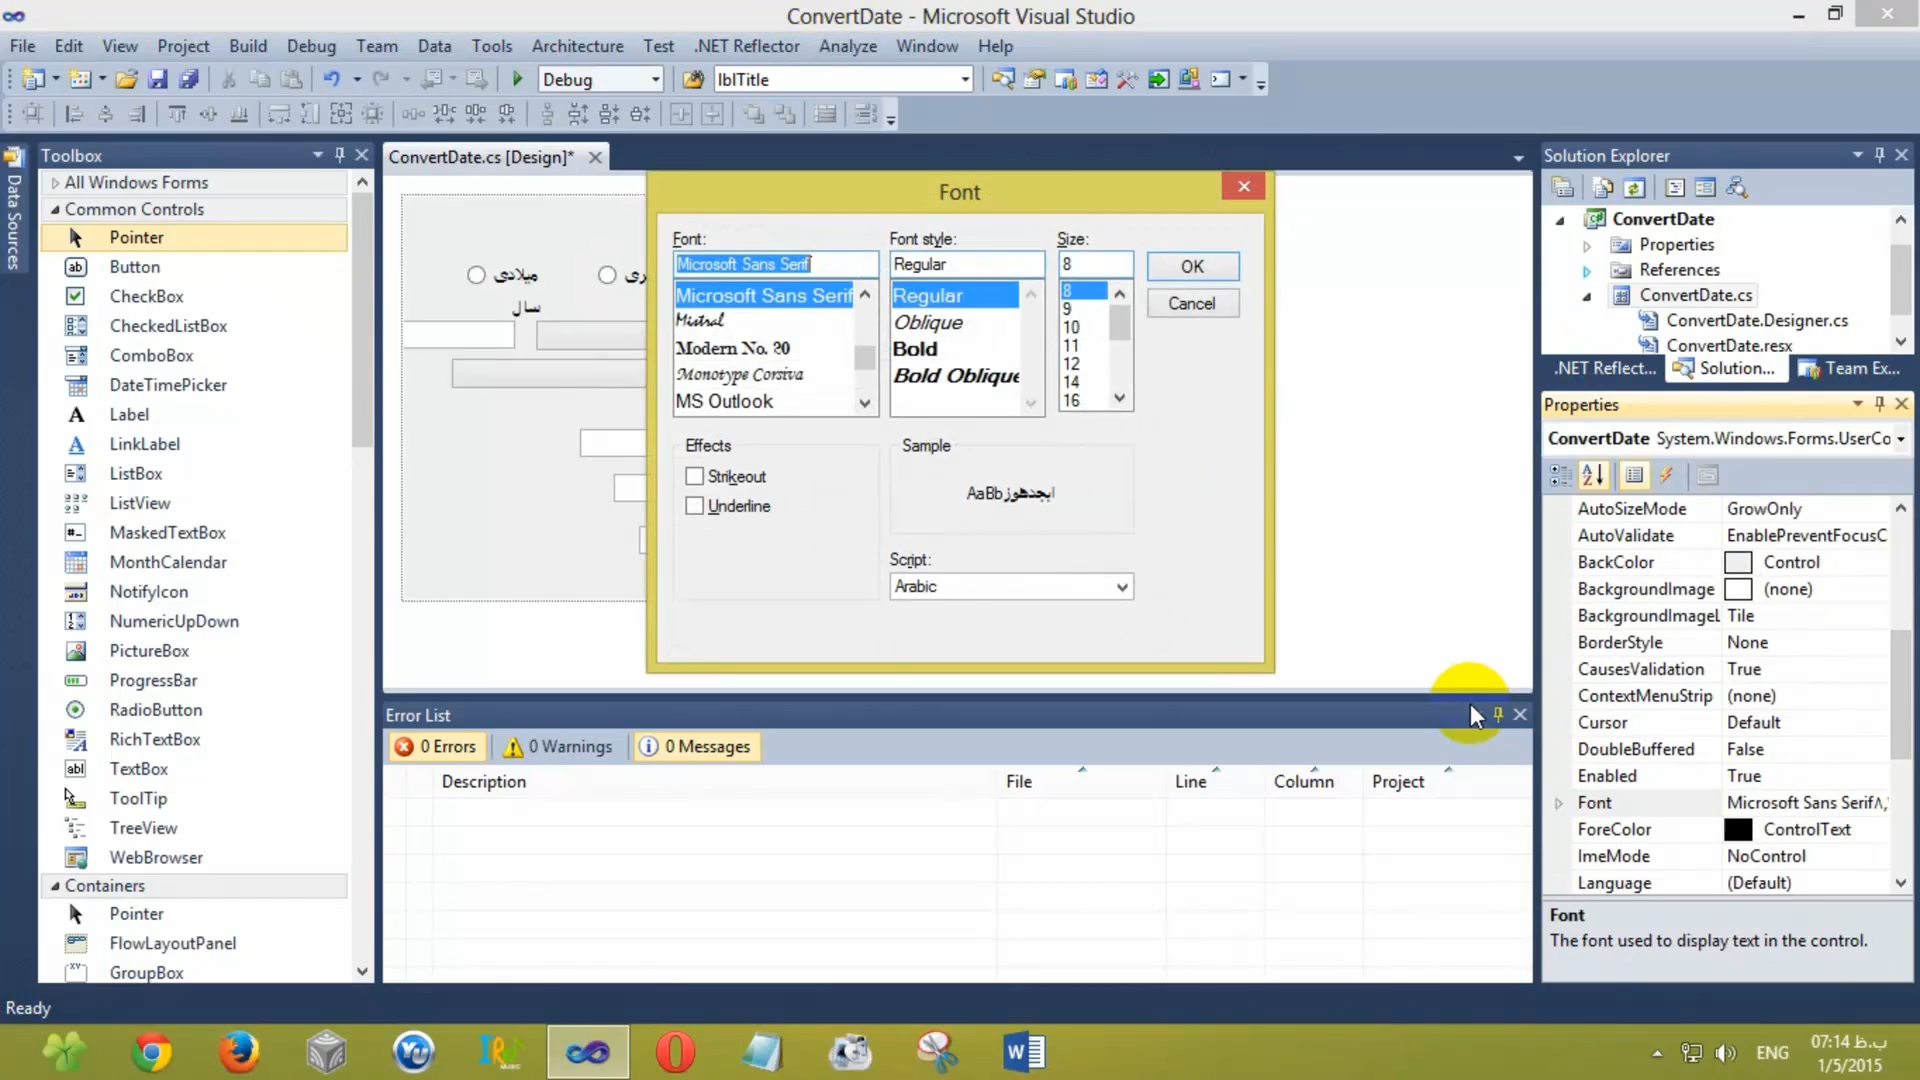 ConvertDate - Microsoft Visual Studio
File Edit View Project Build Debug Team Data Tools Architecture Test .NET Reflector Analyze Window Help
Debug lblTitle
Data Sources
Toolbox
All Windows Forms
Common Controls
Pointer
Button
CheckBox
CheckedListBox
ComboBox
DateTimePicker
Label
LinkLabel
ListBox
ListView
MaskedTextBox
MonthCalendar
NotifyIcon
NumericUpDown
PictureBox
ProgressBar
RadioButton
RichTextBox
TextBox
ToolTip
TreeView
WebBrowser
Containers
Pointer
FlowLayoutPanel
GroupBox
ConvertDate.cs [Design]*
میلادی
ری
سال
Font
Font: Font style: Size:
Microsoft Sans Serif Regular 8
OK
Cancel
Microsoft Sans Serif
Mistral
Modern No. 20
Monotype Corsiva
MS Outlook
Regular
Oblique
Bold
Bold Oblique
8
9
10
11
12
14
16
Effects
Strikeout
Underline
Sample
AaBbابجدهوز
Script:
Arabic
Error List
0 Errors 0 Warnings 0 Messages
Description File Line Column Project
Solution Explorer
ConvertDate
Properties
References
ConvertDate.cs
ConvertDate.Designer.cs
ConvertDate.resx
.NET Reflect... Solution... Team Ex...
Properties
ConvertDate System.Windows.Forms.UserCo
AutoSizeMode GrowOnly
AutoValidate EnablePreventFocusC
BackColor Control
BackgroundImage (none)
BackgroundImageL Tile
BorderStyle None
CausesValidation True
ContextMenuStrip (none)
Cursor Default
DoubleBuffered False
Enabled True
Font Microsoft Sans Serif۸,
ForeColor ControlText
ImeMode NoControl
Language (Default)
Font
The font used to display text in the control.
Ready
ENG
07:14 ب.ظ
1/5/2015